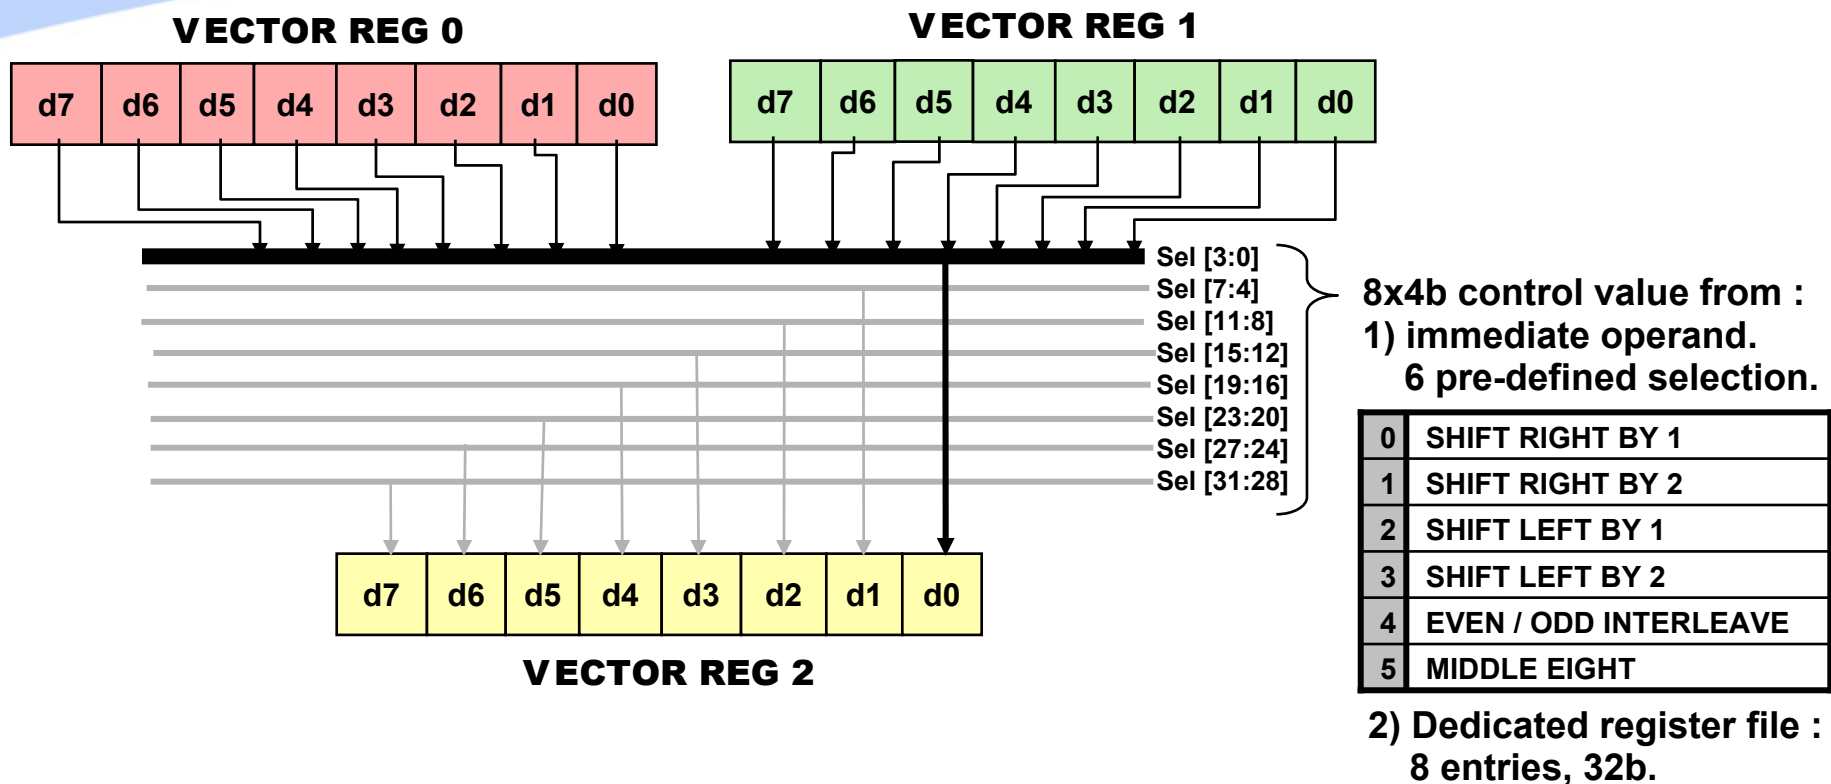 VECTOR REG 0
VECTOR REG 1
d7 d6 d5 d4 d3 d2 d1 d0
d7 d6 d5 d4 d3 d2 d1 d0
Sel [3:0]
Sel [7:4]
Sel [11:8]
Sel [15:12]
Sel [19:16]
Sel [23:20]
Sel [27:24]
Sel [31:28]
8x4b control value from :
1) immediate operand.
6 pre-defined selection.
0 SHIFT RIGHT BY 1
1 SHIFT RIGHT BY 2
2 SHIFT LEFT BY 1
3 SHIFT LEFT BY 2
4 EVEN / ODD INTERLEAVE
5 MIDDLE EIGHT
2) Dedicated register file :
8 entries, 32b.
d7 d6 d5 d4 d3 d2 d1 d0
VECTOR REG 2